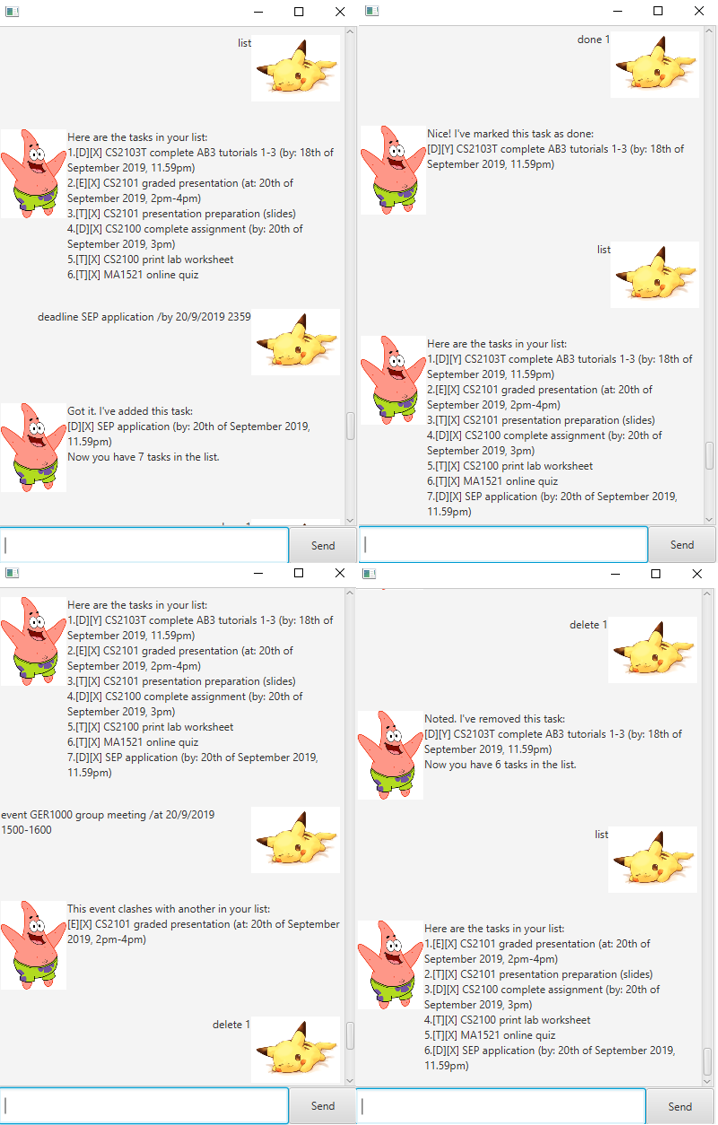 list
Here are the tasks in your list:
1.[D][X] CS2103T complete AB3 tutorials 1-3 (by: 18th of
September 2019, 11.59pm)
2.[E][X] CS2101 graded presentation (at: 20th of
September 2019, 2pm-4pm)
3.[T][X] CS2101 presentation preparation (slides)
4.[D][X] CS2100 complete assignment (by: 20th of
September 2019, 3pm)
5.[T][X] CS2100 print lab worksheet
6.[T][X] MA1521 online quiz
deadline SEP application /by 20/9/2019 2359
Got it. I've added this task:
[D][X] SEP application (by: 20th of September 2019,
11.59pm)
Now you have 7 tasks in the list.
Send
done 1
Nice! I've marked this task as done:
[D][Y] CS2103T complete AB3 tutorials 1-3 (by: 18th of
September 2019, 11.59pm)
list
Here are the tasks in your list:
1.[D][Y] CS2103T complete AB3 tutorials 1-3 (by: 18th of
September 2019, 11.59pm)
2.[E][X] CS2101 graded presentation (at: 20th of
September 2019, 2pm-4pm)
3.[T][X] CS2101 presentation preparation (slides)
4.[D][X] CS2100 complete assignment (by: 20th of
September 2019, 3pm)
5.[T][X] CS2100 print lab worksheet
6.[T][X] MA1521 online quiz
7.[D][X] SEP application (by: 20th of September 2019,
11.59pm)
Send
Here are the tasks in your list:
1.[D][Y] CS2103T complete AB3 tutorials 1-3 (by: 18th of
September 2019, 11.59pm)
2.[E][X] CS2101 graded presentation (at: 20th of
September 2019, 2pm-4pm)
3.[T][X] CS2101 presentation preparation (slides)
4.[D][X] CS2100 complete assignment (by: 20th of
September 2019, 3pm)
5.[T][X] CS2100 print lab worksheet
6.[T][X] MA1521 online quiz
7.[D][X] SEP application (by: 20th of September 2019,
11.59pm)
event GER1000 group meeting /at 20/9/2019
1500-1600
This event clashes with another in your list:
[E][X] CS2101 graded presentation (at: 20th of September
2019, 2pm-4pm)
delete 1
Send
delete 1
Noted. I've removed this task:
[D][Y] CS2103T complete AB3 tutorials 1-3 (by: 18th of
September 2019, 11.59pm)
Now you have 6 tasks in the list.
list
Here are the tasks in your list:
1.[E][X] CS2101 graded presentation (at: 20th of
September 2019, 2pm-4pm)
2.[T][X] CS2101 presentation preparation (slides)
3.[D][X] CS2100 complete assignment (by: 20th of
September 2019, 3pm)
4.[T][X] CS2100 print lab worksheet
5.[T][X] MA1521 online quiz
6.[D][X] SEP application (by: 20th of September 2019,
11.59pm)
Send